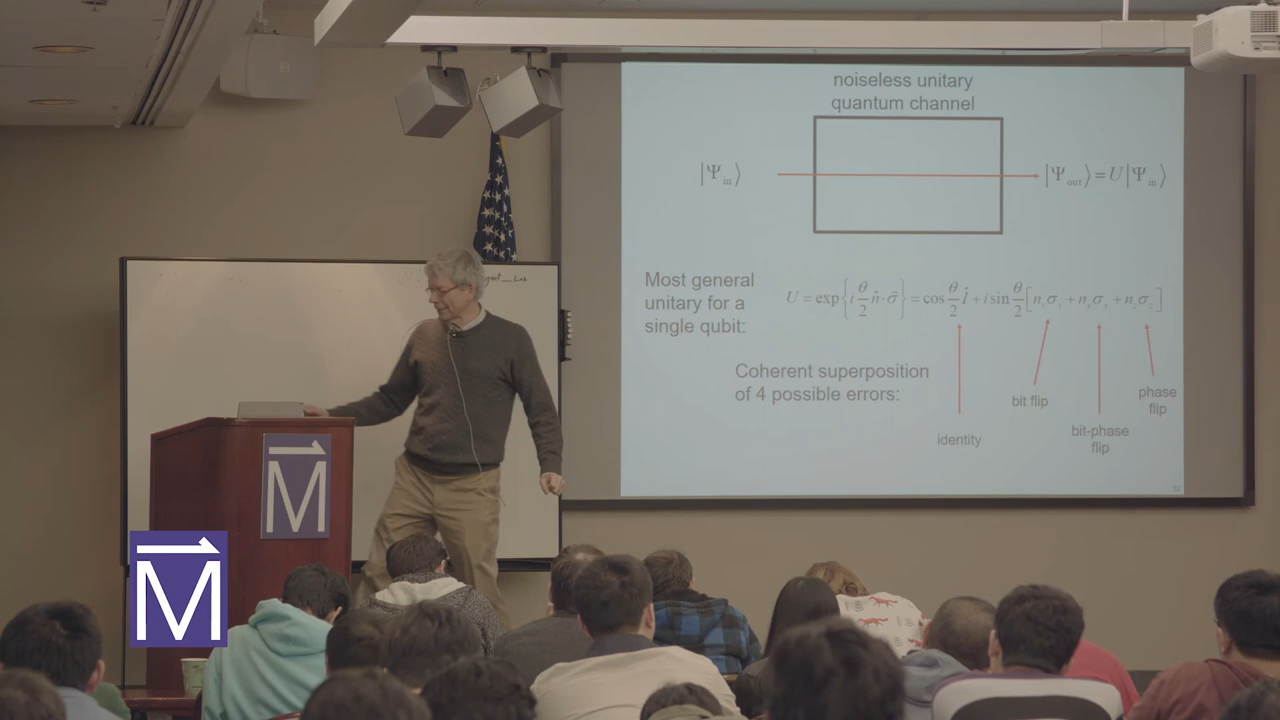 noiseless unitary
quantum channel
|Ψin⟩
|Ψout⟩=U|Ψin⟩
Most general
unitary for a
single qubit:
U = exp{i θ/2 n̂·σ⃗} = cos θ/2 Î + i sin θ/2 [nxσx + nyσy + nzσz]
Coherent superposition
of 4 possible errors:
identity
bit flip
bit-phase
flip
phase
flip
Lab
M
M